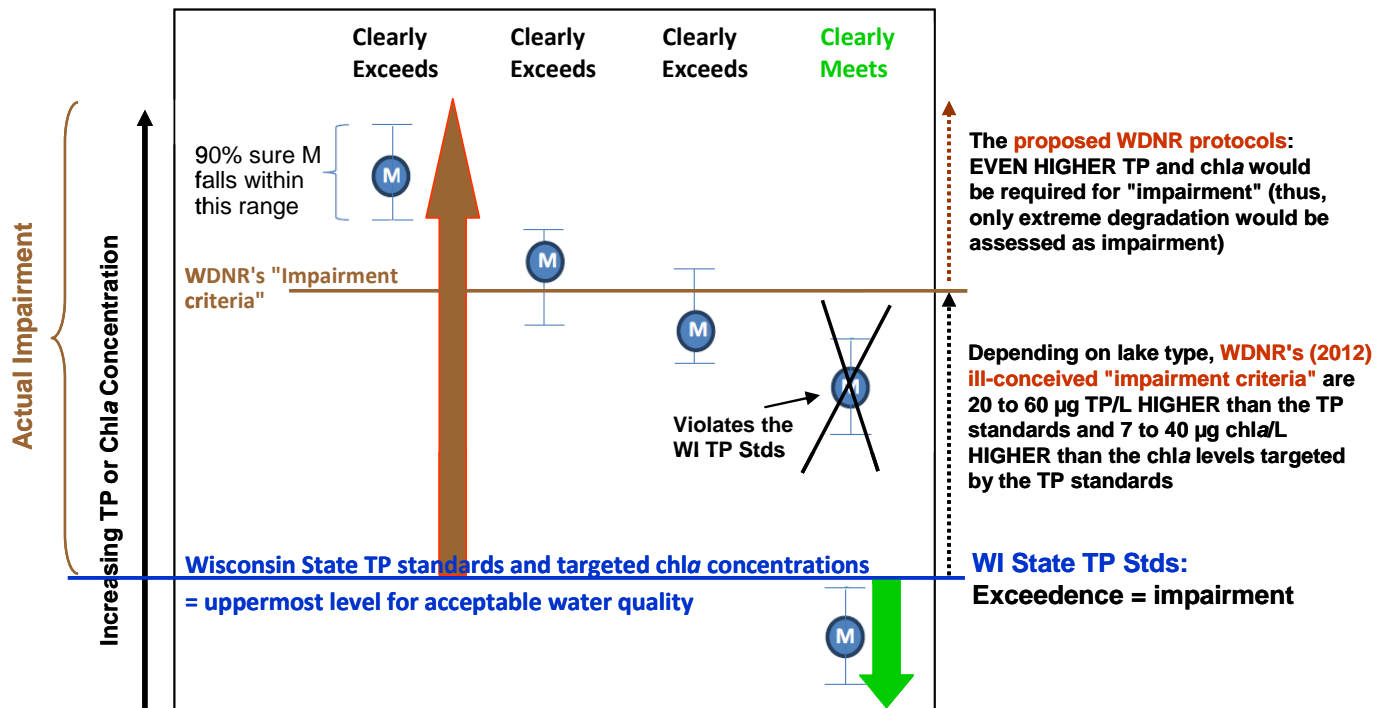 Clearly
Exceeds
Clearly
Exceeds
Clearly
Exceeds
Clearly
Meets
Actual Impairment
Increasing TP or Chla Concentration
90% sure M
falls within
this range
M
M
M
M
M
WDNR's "Impairment
criteria"
Violates the
WI TP Stds
Wisconsin State TP standards and targeted chla concentrations
= uppermost level for acceptable water quality
The proposed WDNR protocols:
EVEN HIGHER TP and chla would
be required for "impairment" (thus,
only extreme degradation would be
assessed as impairment)
Depending on lake type, WDNR's (2012)
ill-conceived "impairment criteria" are
20 to 60 µg TP/L HIGHER than the TP
standards and 7 to 40 µg chla/L
HIGHER than the chla levels targeted
by the TP standards
WI State TP Stds:
Exceedence = impairment